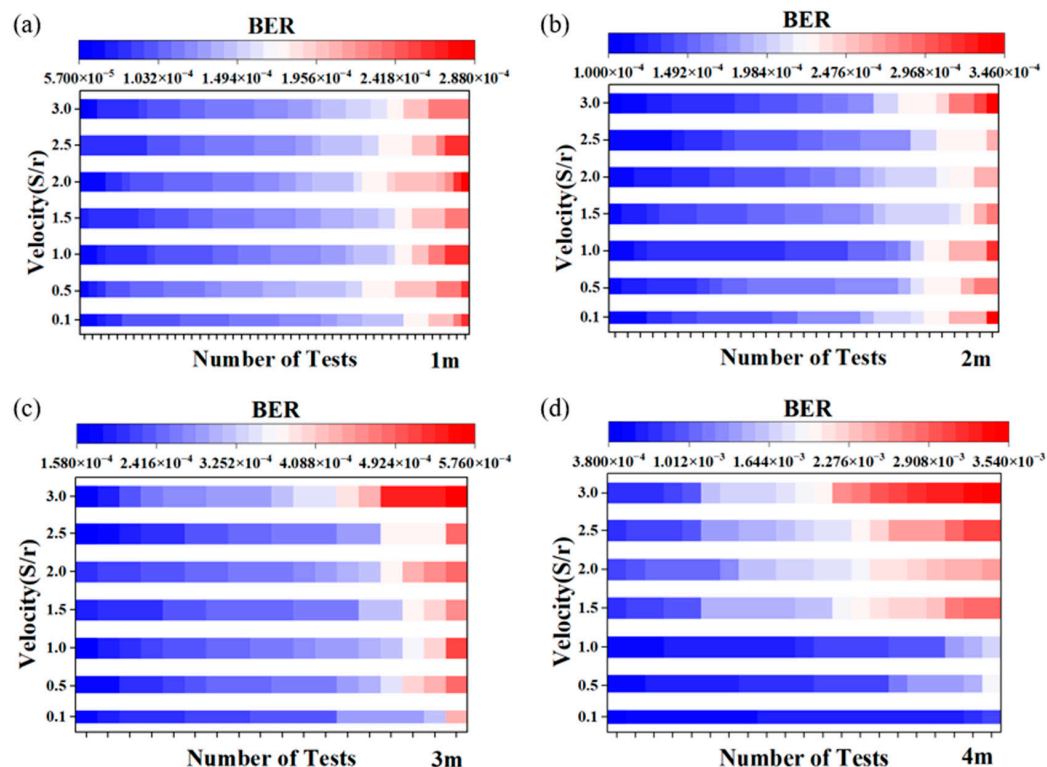 (a)
BER
5.700×10⁻⁵ 1.032×10⁻⁴ 1.494×10⁻⁴ 1.956×10⁻⁴ 2.418×10⁻⁴ 2.880×10⁻⁴
Velocity(S/r)
3.0
2.5
2.0
1.5
1.0
0.5
0.1
Number of Tests 1m
(b)
BER
1.000×10⁻⁴ 1.492×10⁻⁴ 1.984×10⁻⁴ 2.476×10⁻⁴ 2.968×10⁻⁴ 3.460×10⁻⁴
Velocity(S/r)
3.0
2.5
2.0
1.5
1.0
0.5
0.1
Number of Tests 2m
(c)
BER
1.580×10⁻⁴ 2.416×10⁻⁴ 3.252×10⁻⁴ 4.088×10⁻⁴ 4.924×10⁻⁴ 5.760×10⁻⁴
Velocity(S/r)
3.0
2.5
2.0
1.5
1.0
0.5
0.1
Number of Tests 3m
(d)
BER
3.800×10⁻⁴ 1.012×10⁻³ 1.644×10⁻³ 2.276×10⁻³ 2.908×10⁻³ 3.540×10⁻³
Velocity(S/r)
3.0
2.5
2.0
1.5
1.0
0.5
0.1
Number of Tests 4m